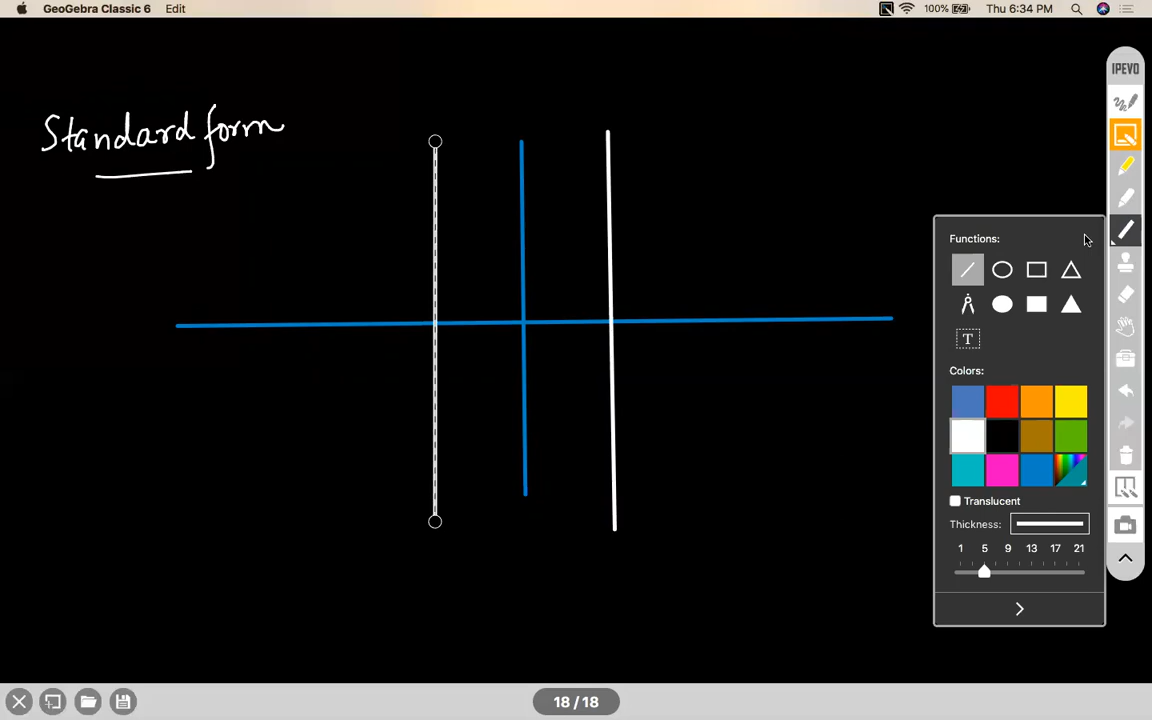 GeoGebra Classic 6 Edit 100% Thu 6:34 PM
Standard form
IPEVO
Functions:
T
Colors:
Translucent
Thickness:
1 5 9 13 17 21
18 / 18